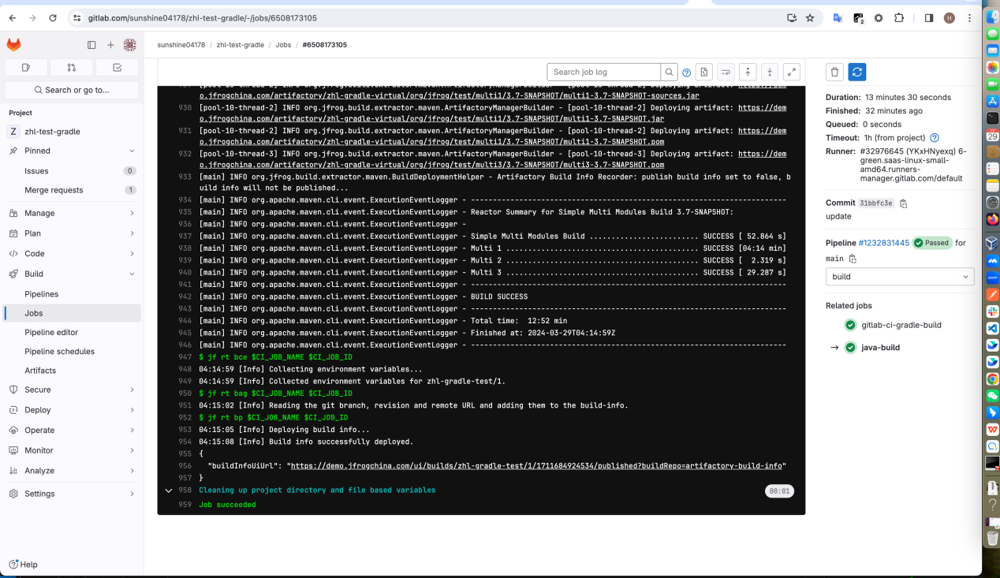 gitlab.com/sunshine04178/zhl-test-gradle/-/jobs/6508173105
2
H
Search or go to...
Project
Z zhl-test-gradle
Pinned
Issues 0
Merge requests 1
Manage
Plan
Code
Build
Pipelines
Jobs
Pipeline editor
Pipeline schedules
Artifacts
Secure
Deploy
Operate
Monitor
Analyze
Settings
Help
sunshine04178 / zhl-test-gradle / Jobs / #6508173105
Search job log
o.jfrogchina.com/artifactory/zhl-gradle-virtual/org/jfrog/test/multi1/3.7-SNAPSHOT/multi1-3.7-SNAPSHOT-sources.jar
930 [pool-10-thread-2] INFO org.jfrog.build.extractor.maven.ArtifactoryManagerBuilder - [pool-10-thread-2] Deploying artifact: https://dem
o.jfrogchina.com/artifactory/zhl-gradle-virtual/org/jfrog/test/multi1/3.7-SNAPSHOT/multi1-3.7-SNAPSHOT.jar
931 [pool-10-thread-2] INFO org.jfrog.build.extractor.maven.ArtifactoryManagerBuilder - [pool-10-thread-2] Deploying artifact: https://dem
o.jfrogchina.com/artifactory/zhl-gradle-virtual/org/jfrog/test/multi1/3.7-SNAPSHOT/multi1-3.7-SNAPSHOT.pom
932 [pool-10-thread-3] INFO org.jfrog.build.extractor.maven.ArtifactoryManagerBuilder - [pool-10-thread-3] Deploying artifact: https://dem
o.jfrogchina.com/artifactory/zhl-gradle-virtual/org/jfrog/test/multi3/3.7-SNAPSHOT/multi3-3.7-SNAPSHOT.pom
933 [main] INFO org.jfrog.build.extractor.maven.BuildDeploymentHelper - Artifactory Build Info Recorder: publish build info set to false, b
uild info will not be published...
934 [main] INFO org.apache.maven.cli.event.ExecutionEventLogger - ------------------------------------------------------------------------
935 [main] INFO org.apache.maven.cli.event.ExecutionEventLogger - Reactor Summary for Simple Multi Modules Build 3.7-SNAPSHOT:
936 [main] INFO org.apache.maven.cli.event.ExecutionEventLogger -
937 [main] INFO org.apache.maven.cli.event.ExecutionEventLogger - Simple Multi Modules Build ......................... SUCCESS [ 52.864 s]
938 [main] INFO org.apache.maven.cli.event.ExecutionEventLogger - Multi 1 ............................................ SUCCESS [04:14 min]
939 [main] INFO org.apache.maven.cli.event.ExecutionEventLogger - Multi 2 ............................................ SUCCESS [  2.319 s]
940 [main] INFO org.apache.maven.cli.event.ExecutionEventLogger - Multi 3 ............................................ SUCCESS [ 29.287 s]
941 [main] INFO org.apache.maven.cli.event.ExecutionEventLogger - ------------------------------------------------------------------------
942 [main] INFO org.apache.maven.cli.event.ExecutionEventLogger - BUILD SUCCESS
943 [main] INFO org.apache.maven.cli.event.ExecutionEventLogger - ------------------------------------------------------------------------
944 [main] INFO org.apache.maven.cli.event.ExecutionEventLogger - Total time:  12:52 min
945 [main] INFO org.apache.maven.cli.event.ExecutionEventLogger - Finished at: 2024-03-29T04:14:59Z
946 [main] INFO org.apache.maven.cli.event.ExecutionEventLogger - ------------------------------------------------------------------------
947 $ jf rt bce $CI_JOB_NAME $CI_JOB_ID
948 04:14:59 [Info] Collecting environment variables...
949 04:14:59 [Info] Collected environment variables for zhl-gradle-test/1.
950 $ jf rt bag $CI_JOB_NAME $CI_JOB_ID
951 04:15:02 [Info] Reading the git branch, revision and remote URL and adding them to the build-info.
952 $ jf rt bp $CI_JOB_NAME $CI_JOB_ID
953 04:15:05 [Info] Deploying build info...
954 04:15:08 [Info] Build info successfully deployed.
955 {
956 "buildInfoUiUrl": "https://demo.jfrogchina.com/ui/builds/zhl-gradle-test/1/1711684924534/published?buildRepo=artifactory-build-info"
957 }
958 Cleaning up project directory and file based variables 00:01
959 Job succeeded
Duration: 13 minutes 30 seconds
Finished: 32 minutes ago
Queued: 0 seconds
Timeout: 1h (from project)
Runner: #32976645 (YKxHNyexq) 6-
green.saas-linux-small-
amd64.runners-
manager.gitlab.com/default
Commit 31bbfc3e
update
Pipeline #1232831445 Passed for
main
build
Related jobs
gitlab-ci-gradle-build
→ java-build
29
zoom